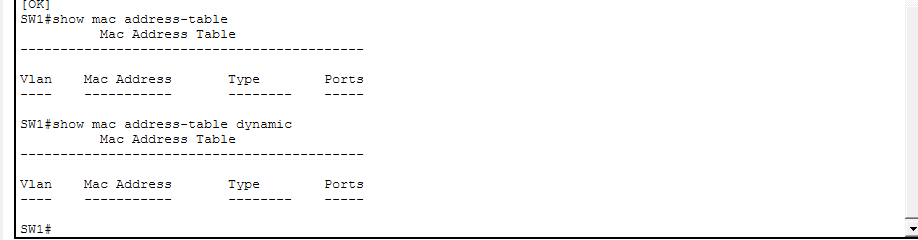 [OK]
SW1#show mac address-table
          Mac Address Table
-------------------------------------------
Vlan    Mac Address       Type        Ports
----    -----------       --------    -----
SW1#show mac address-table dynamic
          Mac Address Table
-------------------------------------------
Vlan    Mac Address       Type        Ports
----    -----------       --------    -----
SW1#